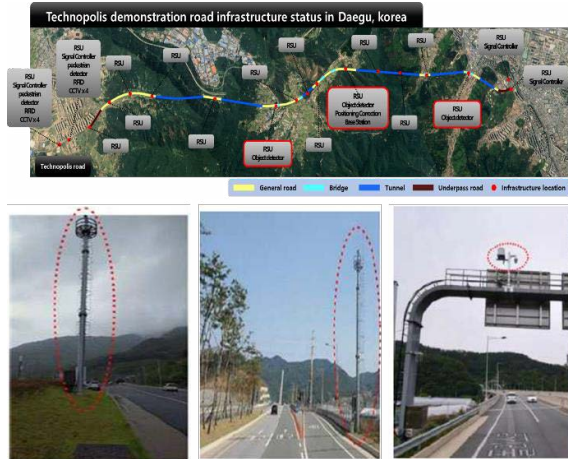 Technopolis demonstration road infrastructure status in Daegu, korea
RSU
Signal Controller
pedestrian
detector
RFID
CCTV x 4
RSU
Signal Controller
pedestrian
detector
RFID
CCTV x 4
RSU
RSU
RSU
RSU
RSU
RSU
RSU
Signal Controller
RSU
Signal Controller
RSU
RSU
RSU
RSU
Object detector
RSU
RSU
Object detector
Positioning Correction
Base Station
RSU
RSU
Object detector
RSU
Technopolis road
General road
Bridge
Tunnel
Underpass road
Infrastructure location